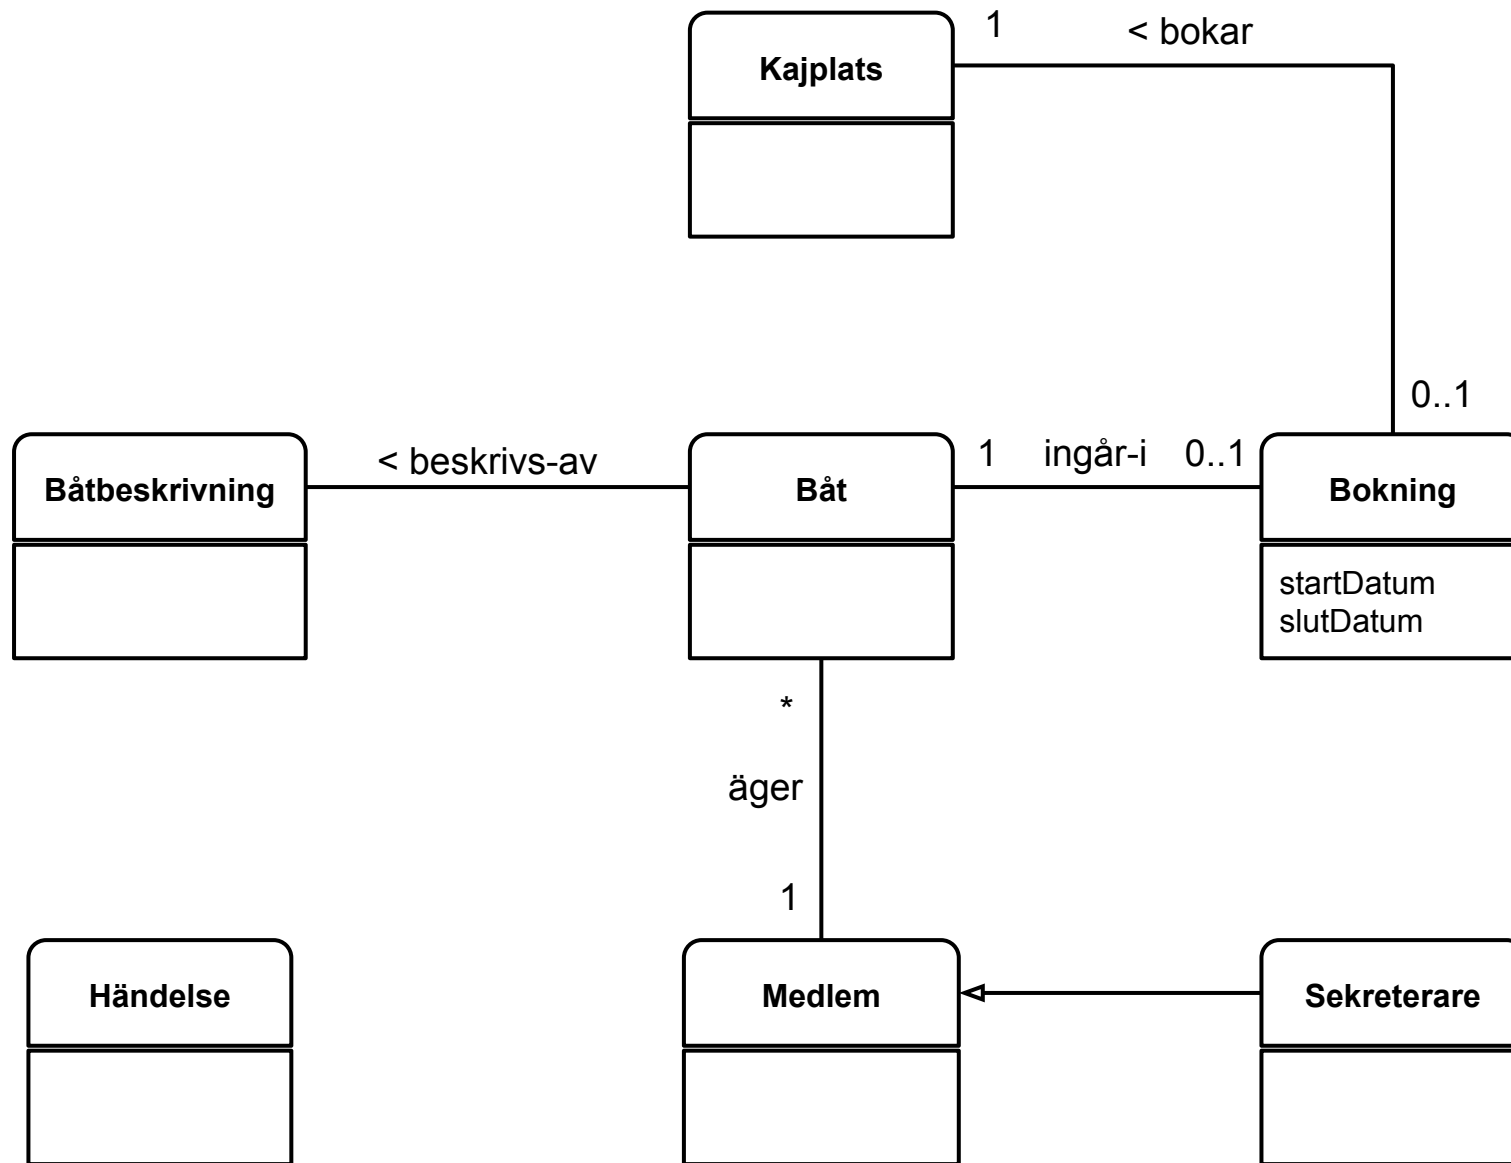 Kajplats
1
< bokar
0..1
Båtbeskrivning
< beskrivs-av
Båt
1
ingår-i
0..1
Bokning
startDatum
slutDatum
*
äger
1
Händelse
Medlem
Sekreterare